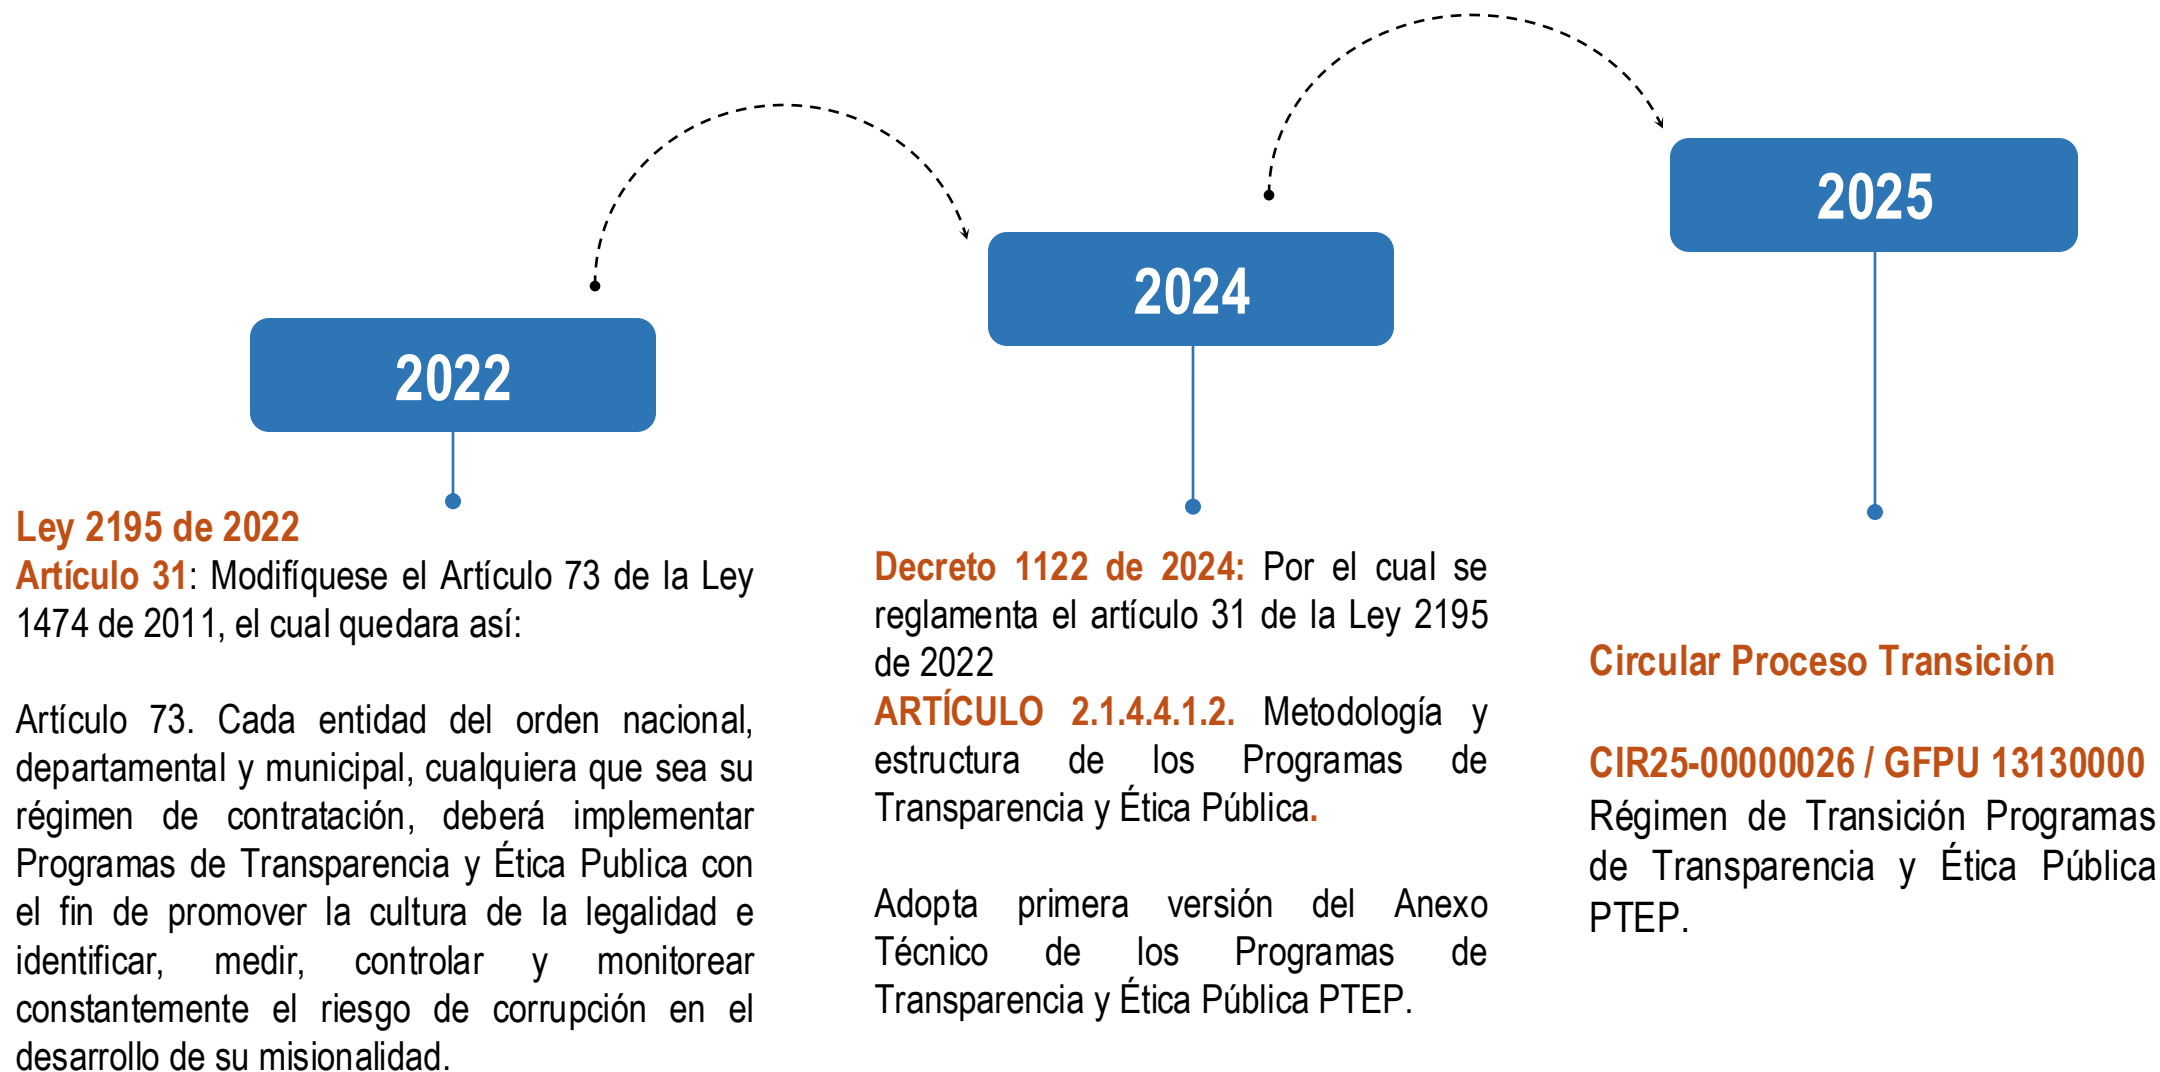 2022
Ley 2195 de 2022
Artículo 31: Modifíquese el Artículo 73 de la Ley
1474 de 2011, el cual quedara así:
Artículo 73. Cada entidad del orden nacional,
departamental y municipal, cualquiera que sea su
régimen de contratación, deberá implementar
Programas de Transparencia y Ética Publica con
el fin de promover la cultura de la legalidad e
identificar, medir, controlar y monitorear
constantemente el riesgo de corrupción en el
desarrollo de su misionalidad.
2024
Decreto 1122 de 2024: Por el cual se
reglamenta el artículo 31 de la Ley 2195
de 2022
ARTÍCULO 2.1.4.4.1.2. Metodología y
estructura de los Programas de
Transparencia y Ética Pública.
Adopta primera versión del Anexo
Técnico de los Programas de
Transparencia y Ética Pública PTEP.
2025
Circular Proceso Transición
CIR25-00000026 / GFPU 13130000
Régimen de Transición Programas
de Transparencia y Ética Pública
PTEP.